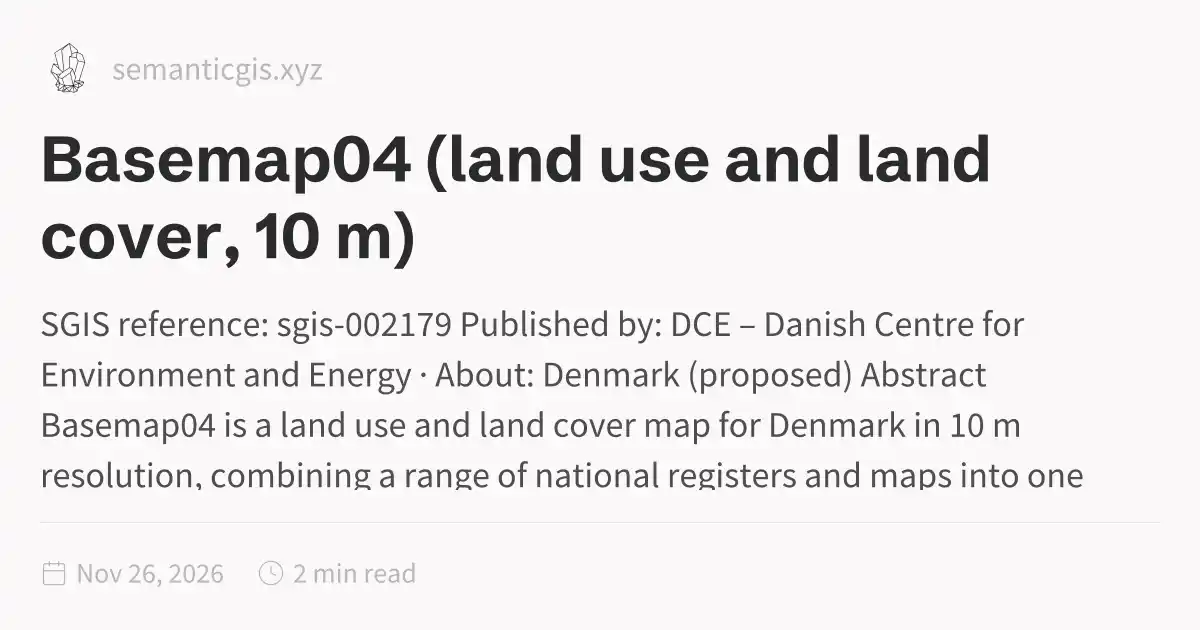 semanticgis.xyz
Basemap04 (land use and land
cover, 10 m)
SGIS reference: sgis-002179 Published by: DCE – Danish Centre for
Environment and Energy · About: Denmark (proposed) Abstract
Basemap04 is a land use and land cover map for Denmark in 10 m
resolution, combining a range of national registers and maps into one
Nov 26, 2026
2 min read